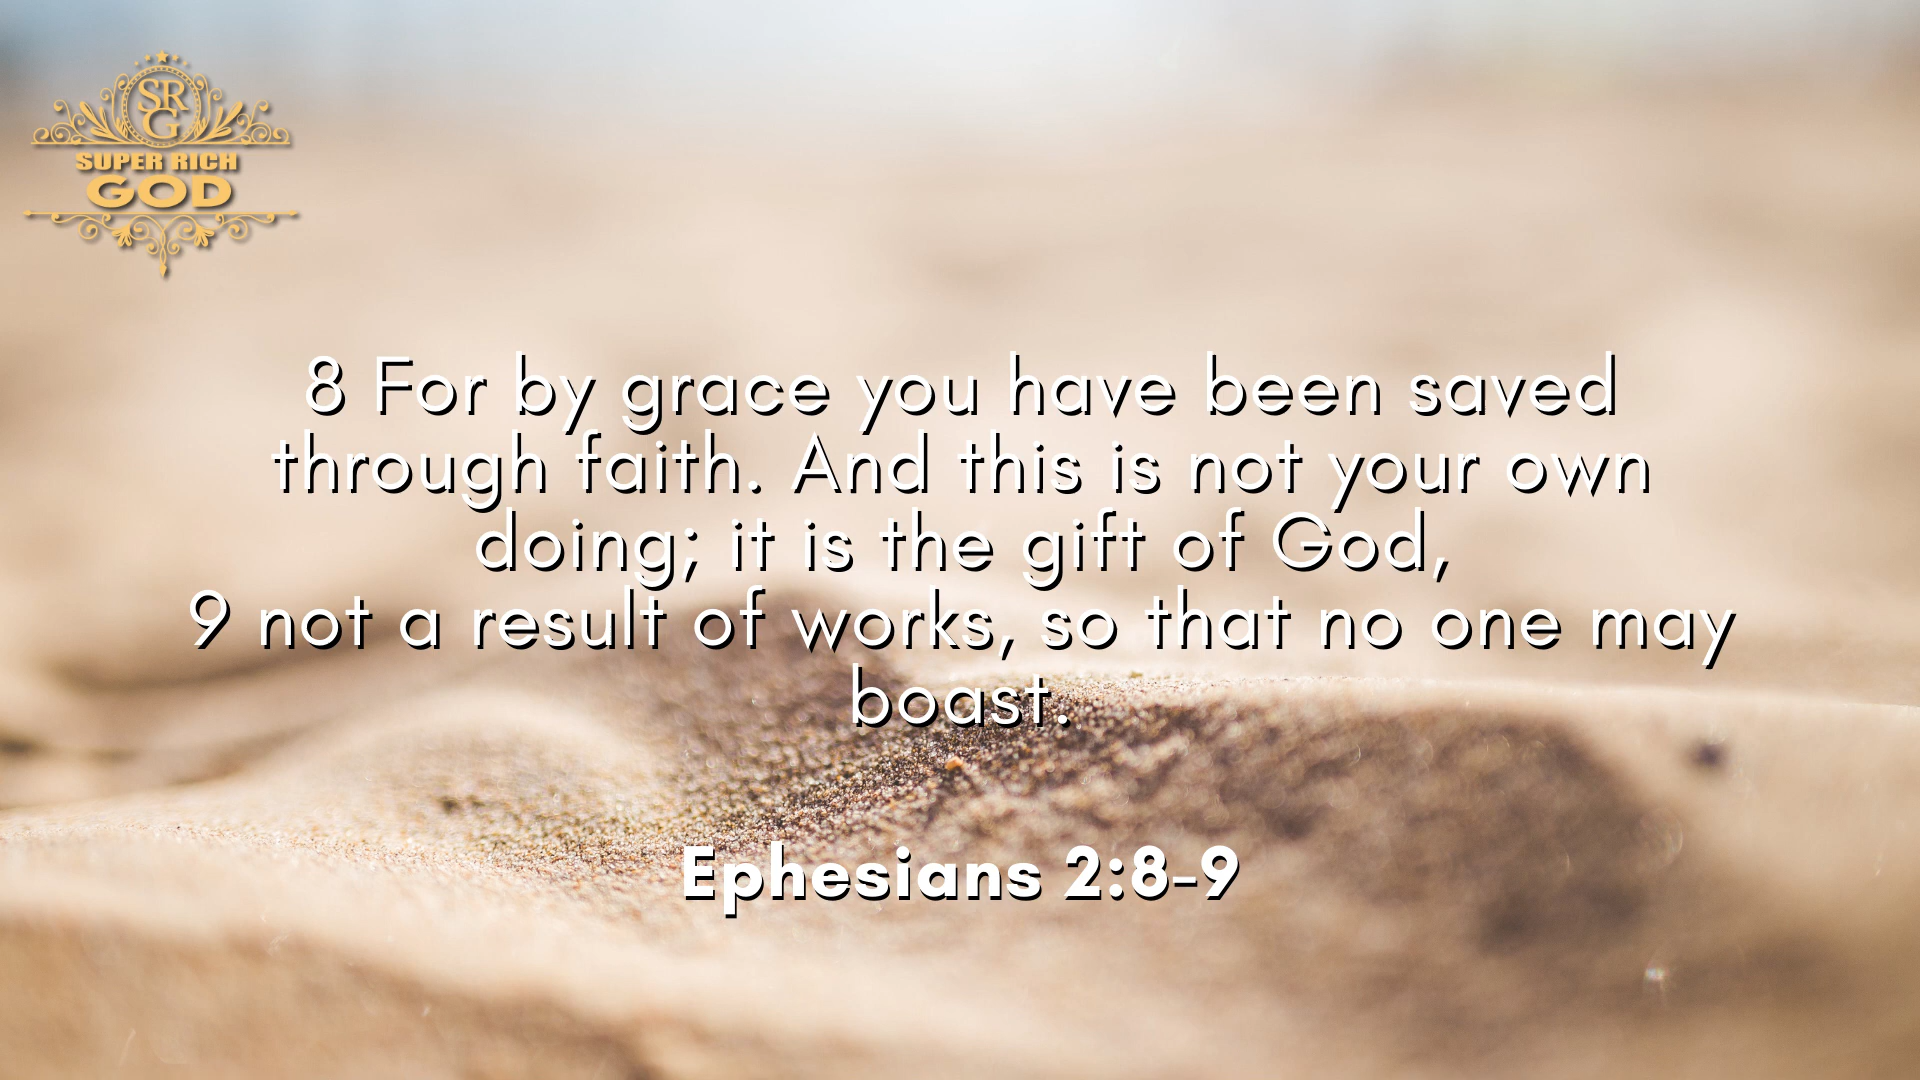 SRG
SUPER RICH
GOD
8 For by grace you have been saved
through faith. And this is not your own
doing; it is the gift of God,
9 not a result of works, so that no one may
boast.
Ephesians 2:8-9